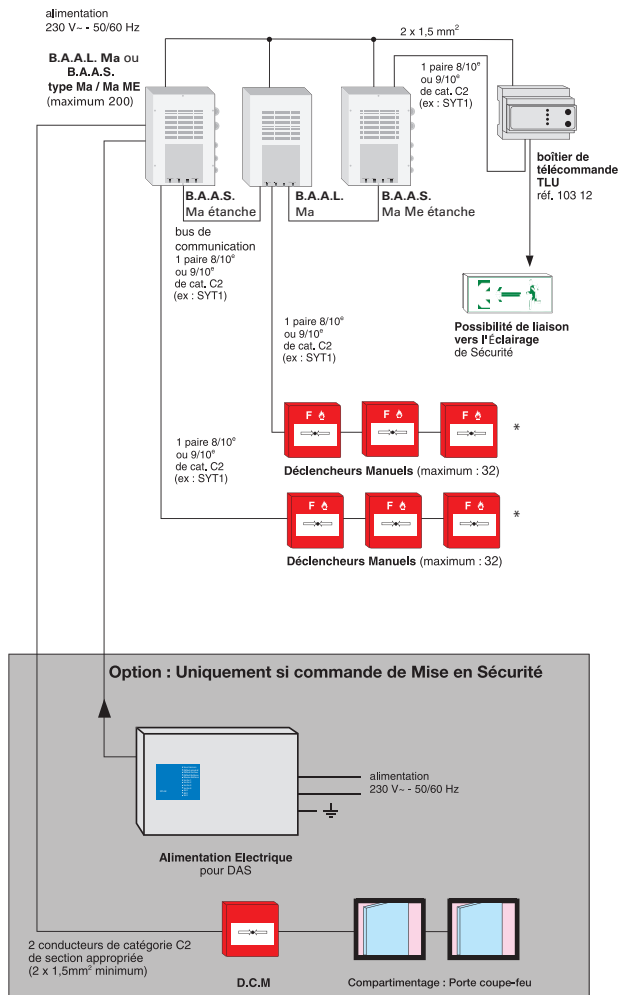 alimentation
230 V~ - 50/60 Hz
2 x 1,5 mm²
B.A.A.L. Ma ou
B.A.A.S.
type Ma / Ma ME
(maximum 200)
1 paire 8/10e
ou 9/10e
de cat. C2
(ex : SYT1)
boîtier de
télécommande
TLU
réf. 103 12
B.A.A.S.
Ma étanche
B.A.A.L.
Ma
B.A.A.S.
Ma Me étanche
bus de
communication
1 paire 8/10e
ou 9/10e
de cat. C2
(ex : SYT1)
Possibilité de liaison
vers l'Éclairage
de Sécurité
1 paire 8/10e
ou 9/10e
de cat. C2
(ex : SYT1)
F F F *
Déclencheurs Manuels (maximum : 32)
1 paire 8/10e
ou 9/10e
de cat. C2
(ex : SYT1)
F F F *
Déclencheurs Manuels (maximum : 32)
Option : Uniquement si commande de Mise en Sécurité
alimentation
230 V~ - 50/60 Hz
Alimentation Electrique
pour DAS
2 conducteurs de catégorie C2
de section appropriée
(2 x 1,5mm² minimum)
D.C.M
Compartimentage : Porte coupe-feu